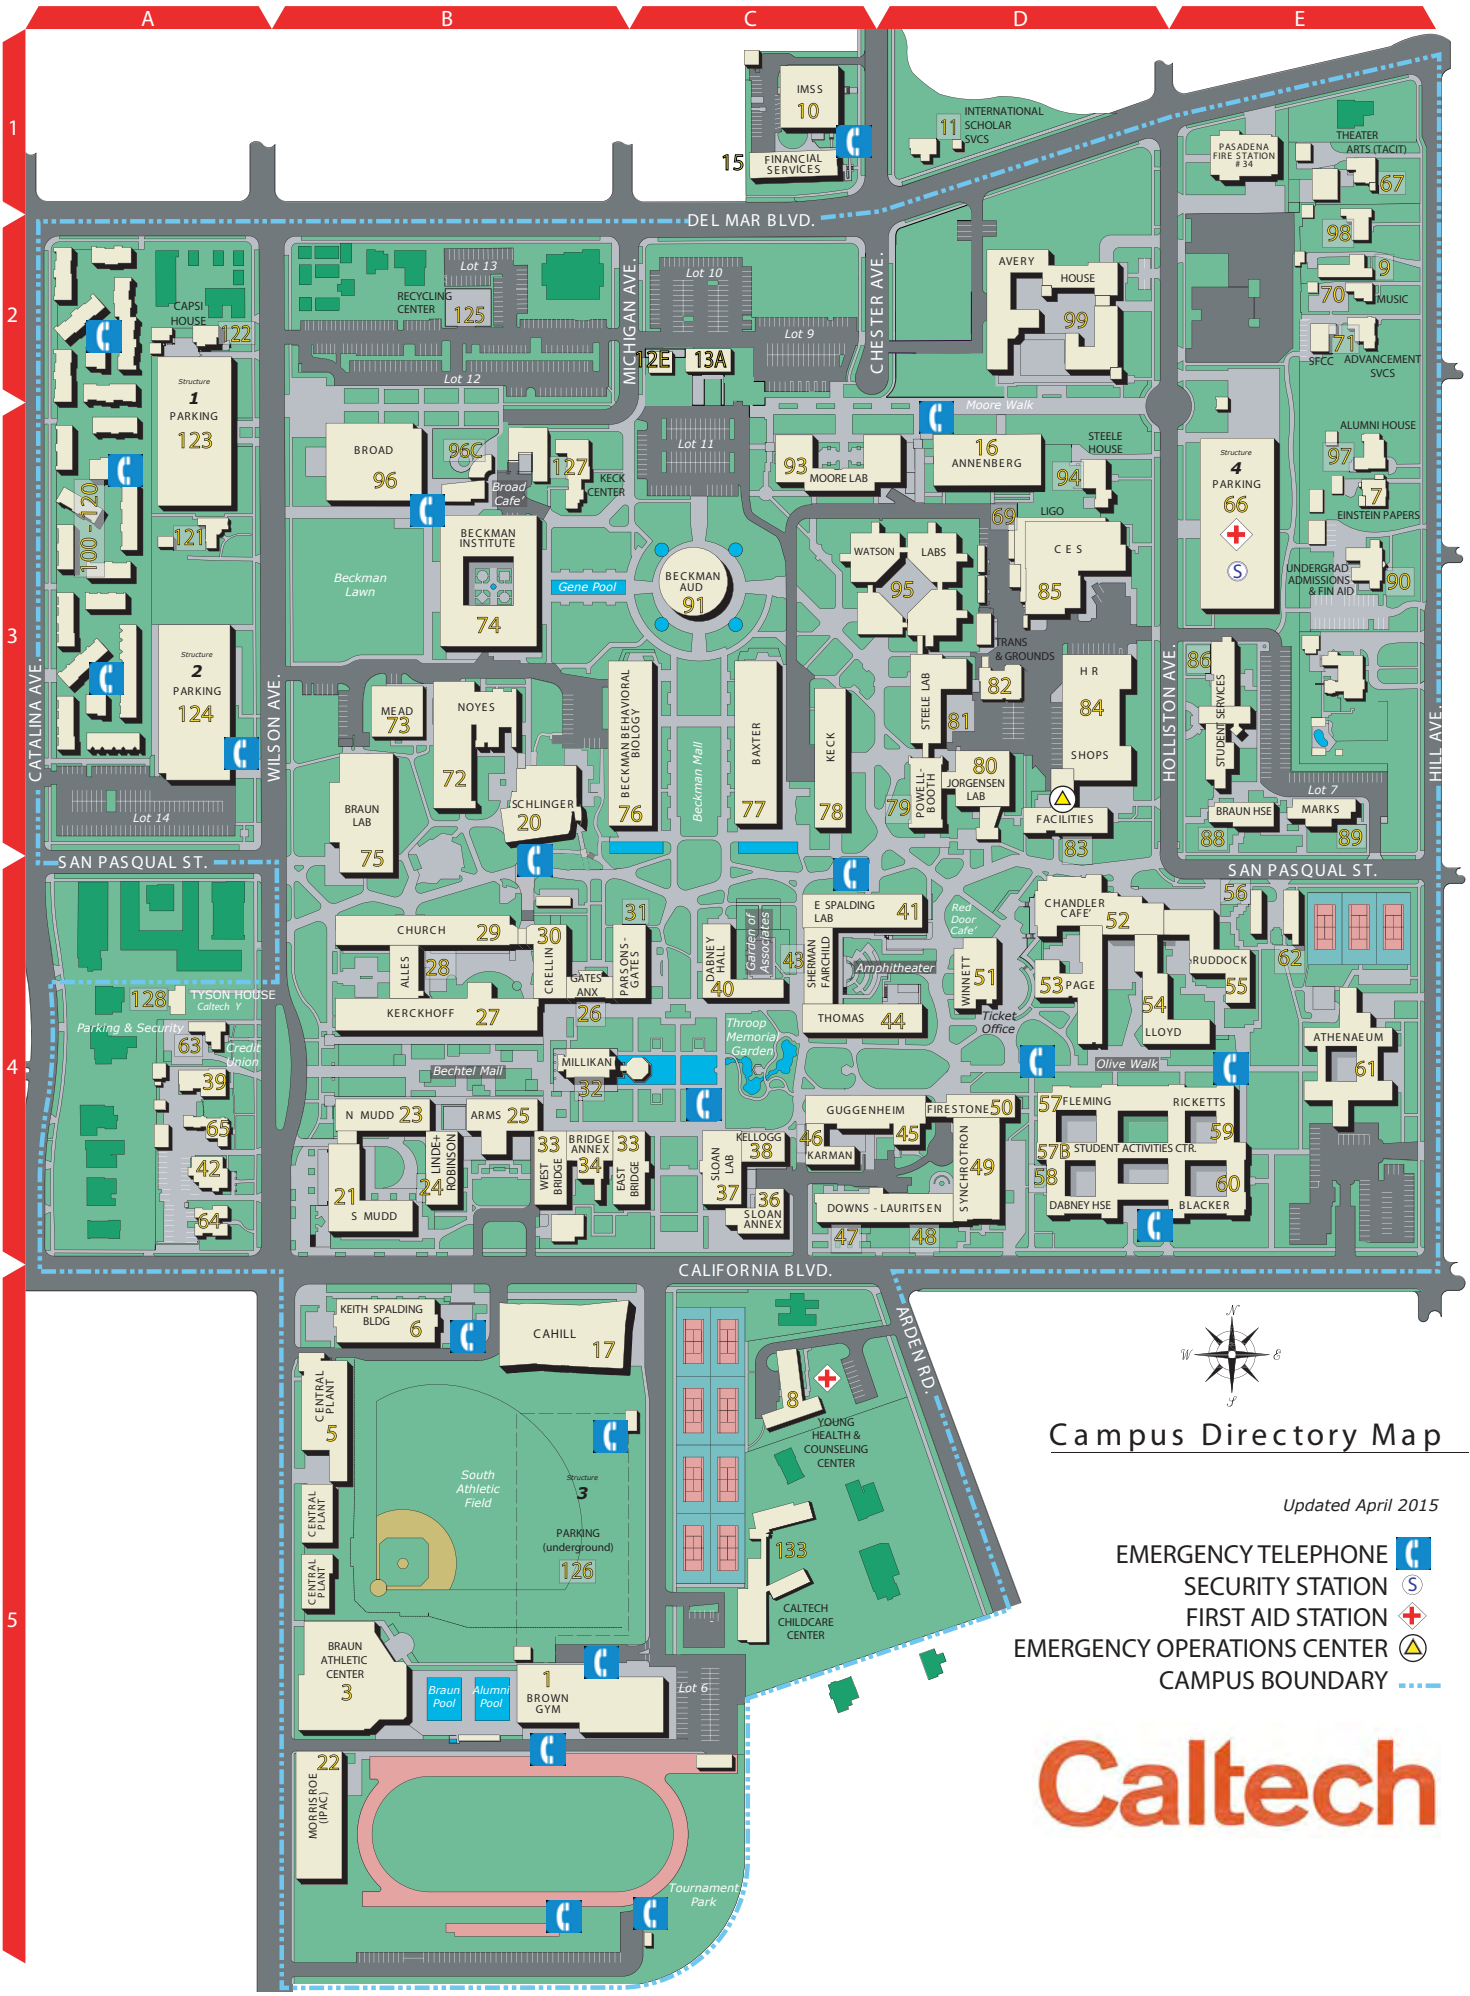 A
B
C
D
E
1
IMSS
10
15
FINANCIAL
SERVICES
11
INTERNATIONAL
SCHOLAR
SVCS
PASADENA
FIRE STATION
# 34
THEATER
ARTS (TACIT)
67
98
9
70
MUSIC
71
SFCC
ADVANCEMENT
SVCS
DEL MAR BLVD.
2
CAPSI
HOUSE
122
Structure
1
PARKING
123
RECYCLING
CENTER
125
Lot 13
Lot 12
MICHIGAN AVE.
Lot 10
Lot 9
12E
13A
CHESTER AVE.
AVERY
HOUSE
99
Moore Walk
3
100 - 120
121
Structure
2
PARKING
124
CATALINA AVE.
WILSON AVE.
Lot 14
BROAD
96
96C
Broad
Cafe'
127
KECK
CENTER
Lot 11
93
MOORE LAB
16
ANNENBERG
STEELE
HOUSE
94
Structure
4
PARKING
66
S
ALUMNI HOUSE
97
7
EINSTEIN PAPERS
UNDERGRAD
ADMISSIONS
& FIN AID
90
Beckman
Lawn
BECKMAN
INSTITUTE
74
Gene Pool
BECKMAN
AUD
91
WATSON
LABS
95
69
LIGO
C E S
85
TRANS
& GROUNDS
82
81
STEELE LAB
H R
84
SHOPS
HOLLISTON AVE.
86
STUDENT SERVICES
HILL AVE.
MEAD
73
NOYES
72
BRAUN
LAB
75
SCHLINGER
20
BECKMAN BEHAVIORAL
BIOLOGY
76
Beckman Mall
BAXTER
77
KECK
78
79
POWELL-
BOOTH
80
JORGENSEN
LAB
FACILITIES
83
Lot 7
BRAUN HSE
88
MARKS
89
SAN PASQUAL ST.
SAN PASQUAL ST.
4
128
TYSON HOUSE
Caltech Y
Parking & Security
63
Credit
Union
39
65
42
64
CHURCH
29
ALLES
28
KERCKHOFF
27
30
CRELLIN
GATES
ANX
26
31
PARSONS-
GATES
DABNEY
HALL
40
Garden of
Associates
43
E SPALDING
LAB
41
SHERMAN
FAIRCHILD
Amphitheater
THOMAS
44
Red
Door
Cafe'
WINNETT
51
Ticket
Office
CHANDLER
CAFE'
52
53
PAGE
54
LLOYD
RUDDOCK
55
56
62
ATHENAEUM
61
Bechtel Mall
MILLIKAN
32
Throop
Memorial
Garden
Olive Walk
N MUDD
23
ARMS
25
LINDE+
ROBINSON
24
21
S MUDD
33
WEST
BRIDGE
BRIDGE
ANNEX
34
33
EAST
BRIDGE
SLOAN
LAB
37
KELLOGG
38
36
SLOAN
ANNEX
GUGGENHEIM
46
KARMAN
45
FIRESTONE
50
SYNCHROTRON
49
DOWNS - LAURITSEN
47
48
57
FLEMING
RICKETTS
59
57B
STUDENT ACTIVITIES CTR.
58
DABNEY HSE
BLACKER
60
CALIFORNIA BLVD.
5
KEITH SPALDING
BLDG
6
CAHILL
17
CENTRAL
PLANT
5
CENTRAL
PLANT
CENTRAL
PLANT
South
Athletic
Field
Structure
3
PARKING
(underground)
126
8
YOUNG
HEALTH &
COUNSELING
CENTER
ARDEN RD.
133
CALTECH
CHILDCARE
CENTER
BRAUN
ATHLETIC
CENTER
3
Braun
Pool
Alumni
Pool
1
BROWN
GYM
Lot 6
22
MORRISROE
(IPAC)
Tournament
Park
N
W
E
S
Campus Directory Map
Updated April 2015
EMERGENCY TELEPHONE
SECURITY STATION S
FIRST AID STATION
EMERGENCY OPERATIONS CENTER
CAMPUS BOUNDARY
Caltech